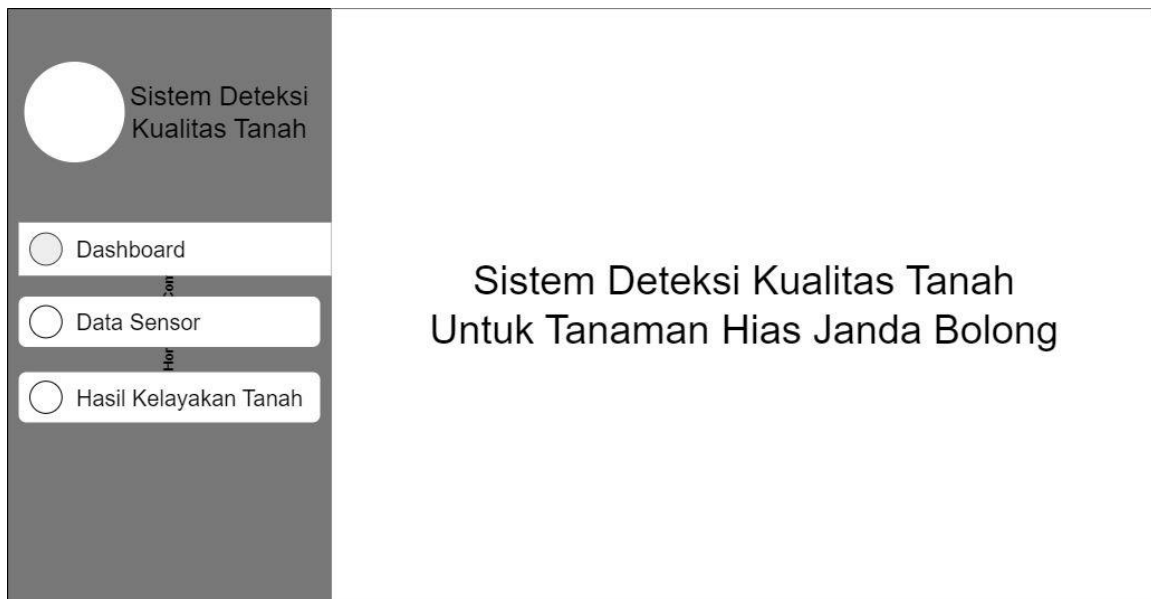 Sistem Deteksi
Kualitas Tanah
Dashboard
Data Sensor
Hasil Kelayakan Tanah
Sistem Deteksi Kualitas Tanah
Untuk Tanaman Hias Janda Bolong